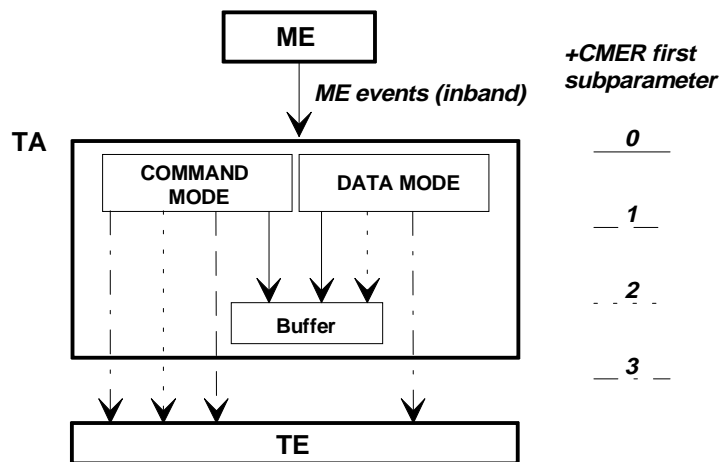 ME
+CMER first
subparameter
ME events (inband)
TA
0
COMMAND
MODE
DATA MODE
1
2
Buffer
3
TE